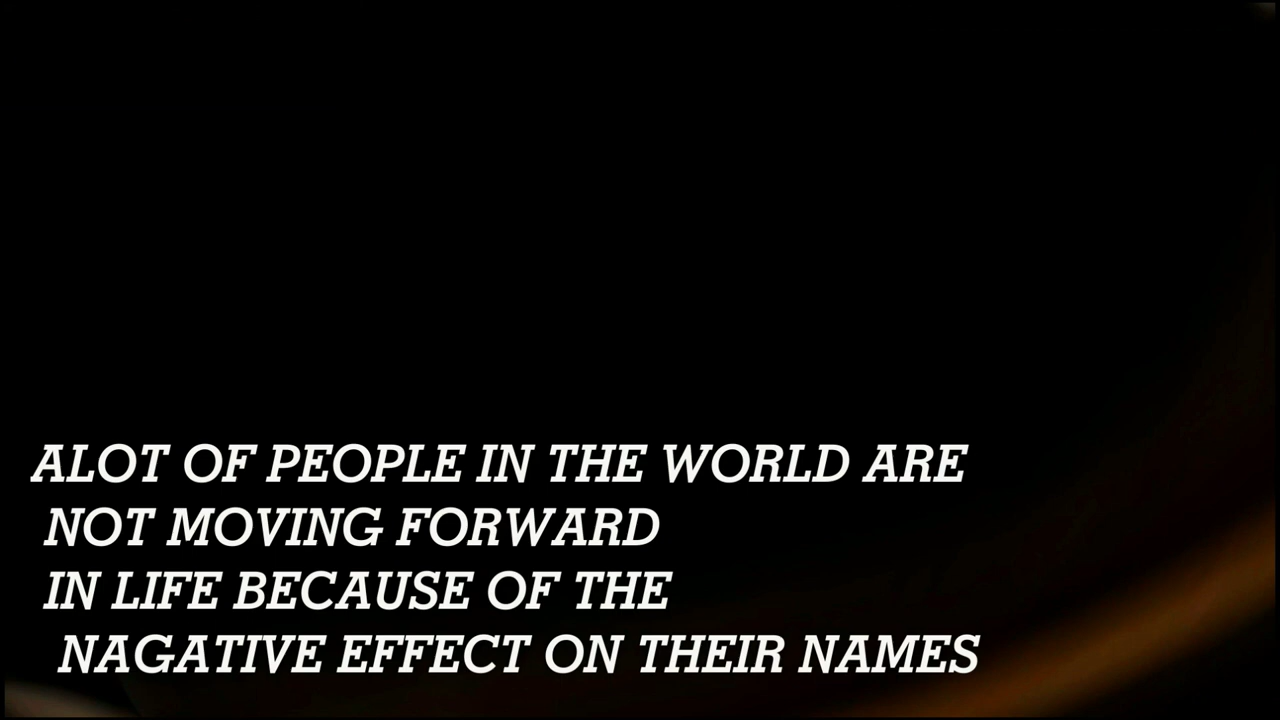 ALOT OF PEOPLE IN THE WORLD ARE
NOT MOVING FORWARD
IN LIFE BECAUSE OF THE
NAGATIVE EFFECT ON THEIR NAMES